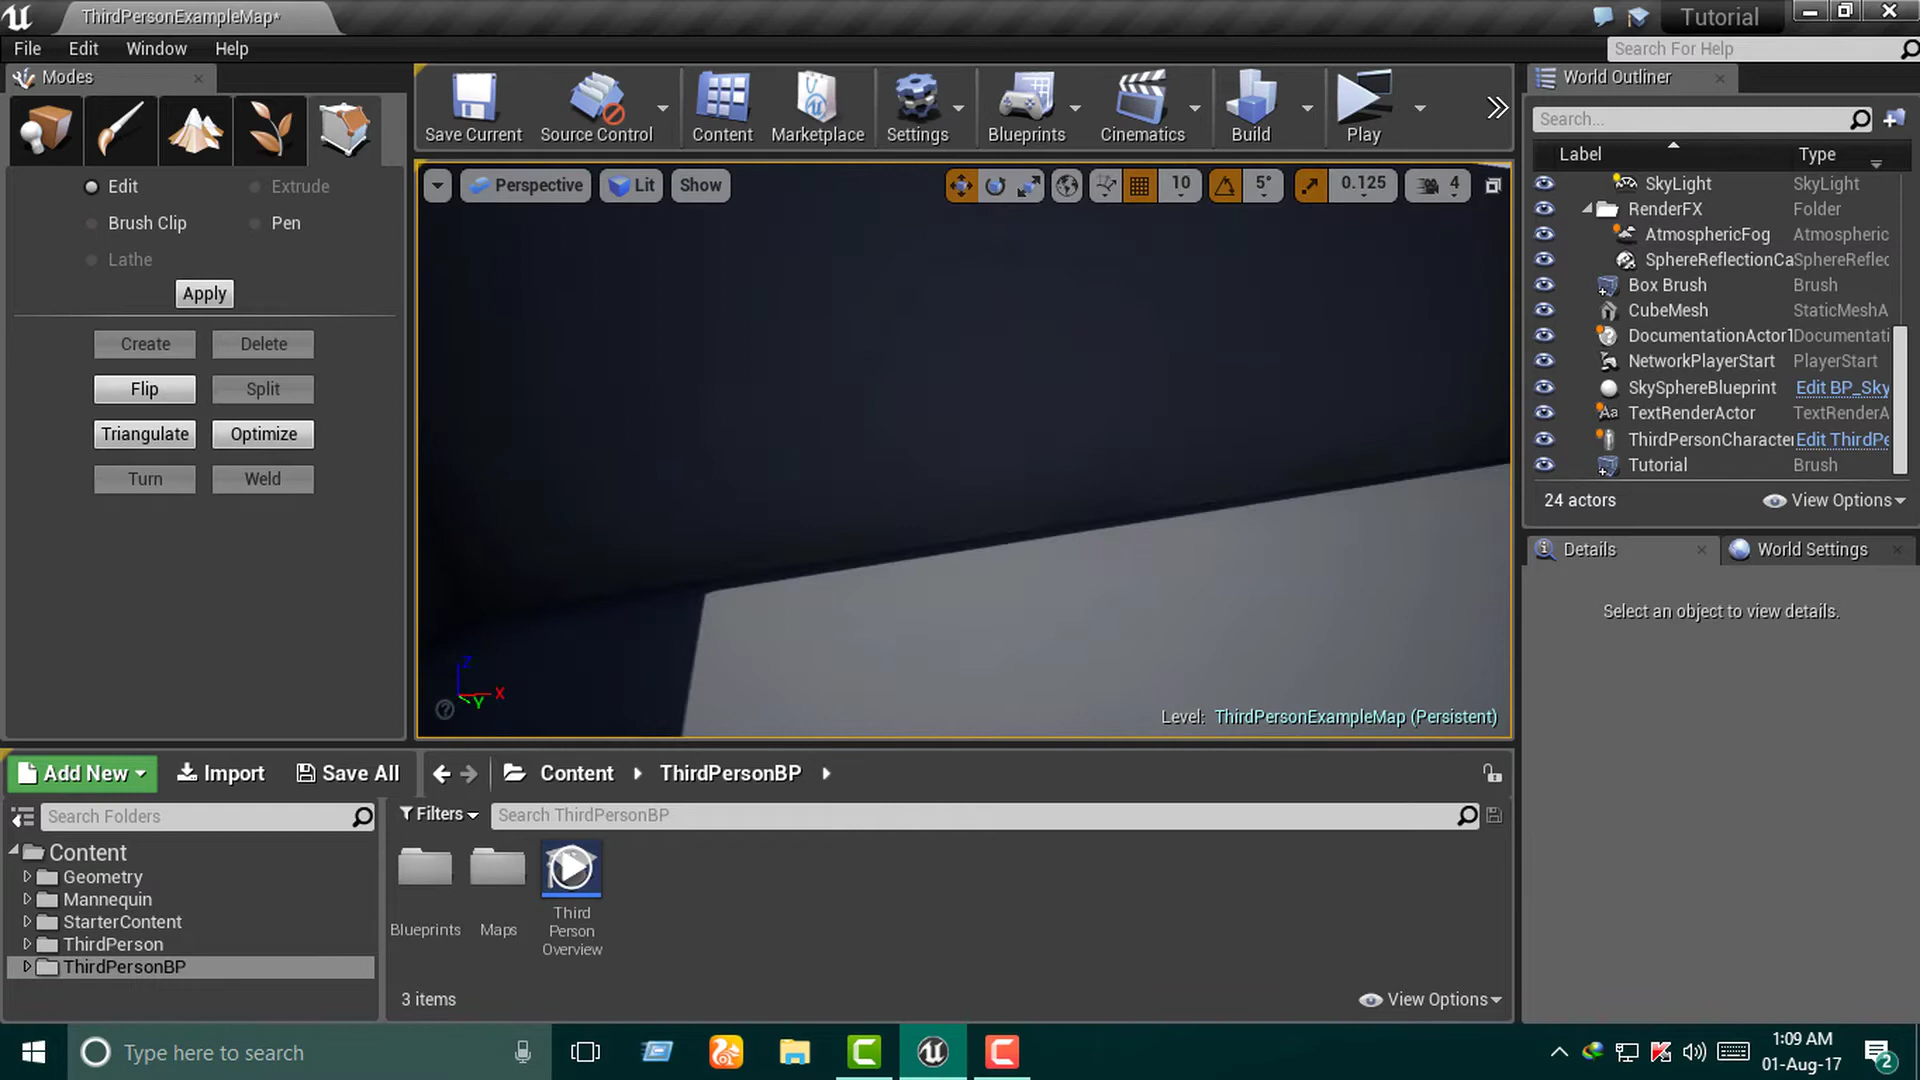 ThirdPersonExampleMap*
Tutorial
File Edit Window Help
Search For Help
Modes
Edit Extrude
Brush Clip Pen
Lathe
Apply
Create Delete
Flip Split
Triangulate Optimize
Turn Weld
Save Current Source Control Content Marketplace Settings Blueprints Cinematics Build Play
Perspective Lit Show
10 5° 0.125 4
Z
X
Y
Level: ThirdPersonExampleMap (Persistent)
World Outliner
Search...
Label Type
SkyLight SkyLight
RenderFX Folder
AtmosphericFog Atmospheric
SphereReflectionCa SphereReflec
Box Brush Brush
CubeMesh StaticMeshA
DocumentationActor1 Documentati
NetworkPlayerStart PlayerStart
SkySphereBlueprint Edit BP_Sky
TextRenderActor TextRenderA
ThirdPersonCharacter Edit ThirdPe
Tutorial Brush
24 actors View Options
Details World Settings
Select an object to view details.
Add New Import Save All Content ThirdPersonBP
Search Folders
Filters Search ThirdPersonBP
Content
Geometry
Mannequin
StarterContent
ThirdPerson
ThirdPersonBP
Blueprints Maps Third
Person
Overview
3 items View Options
Type here to search
1:09 AM
01-Aug-17
2